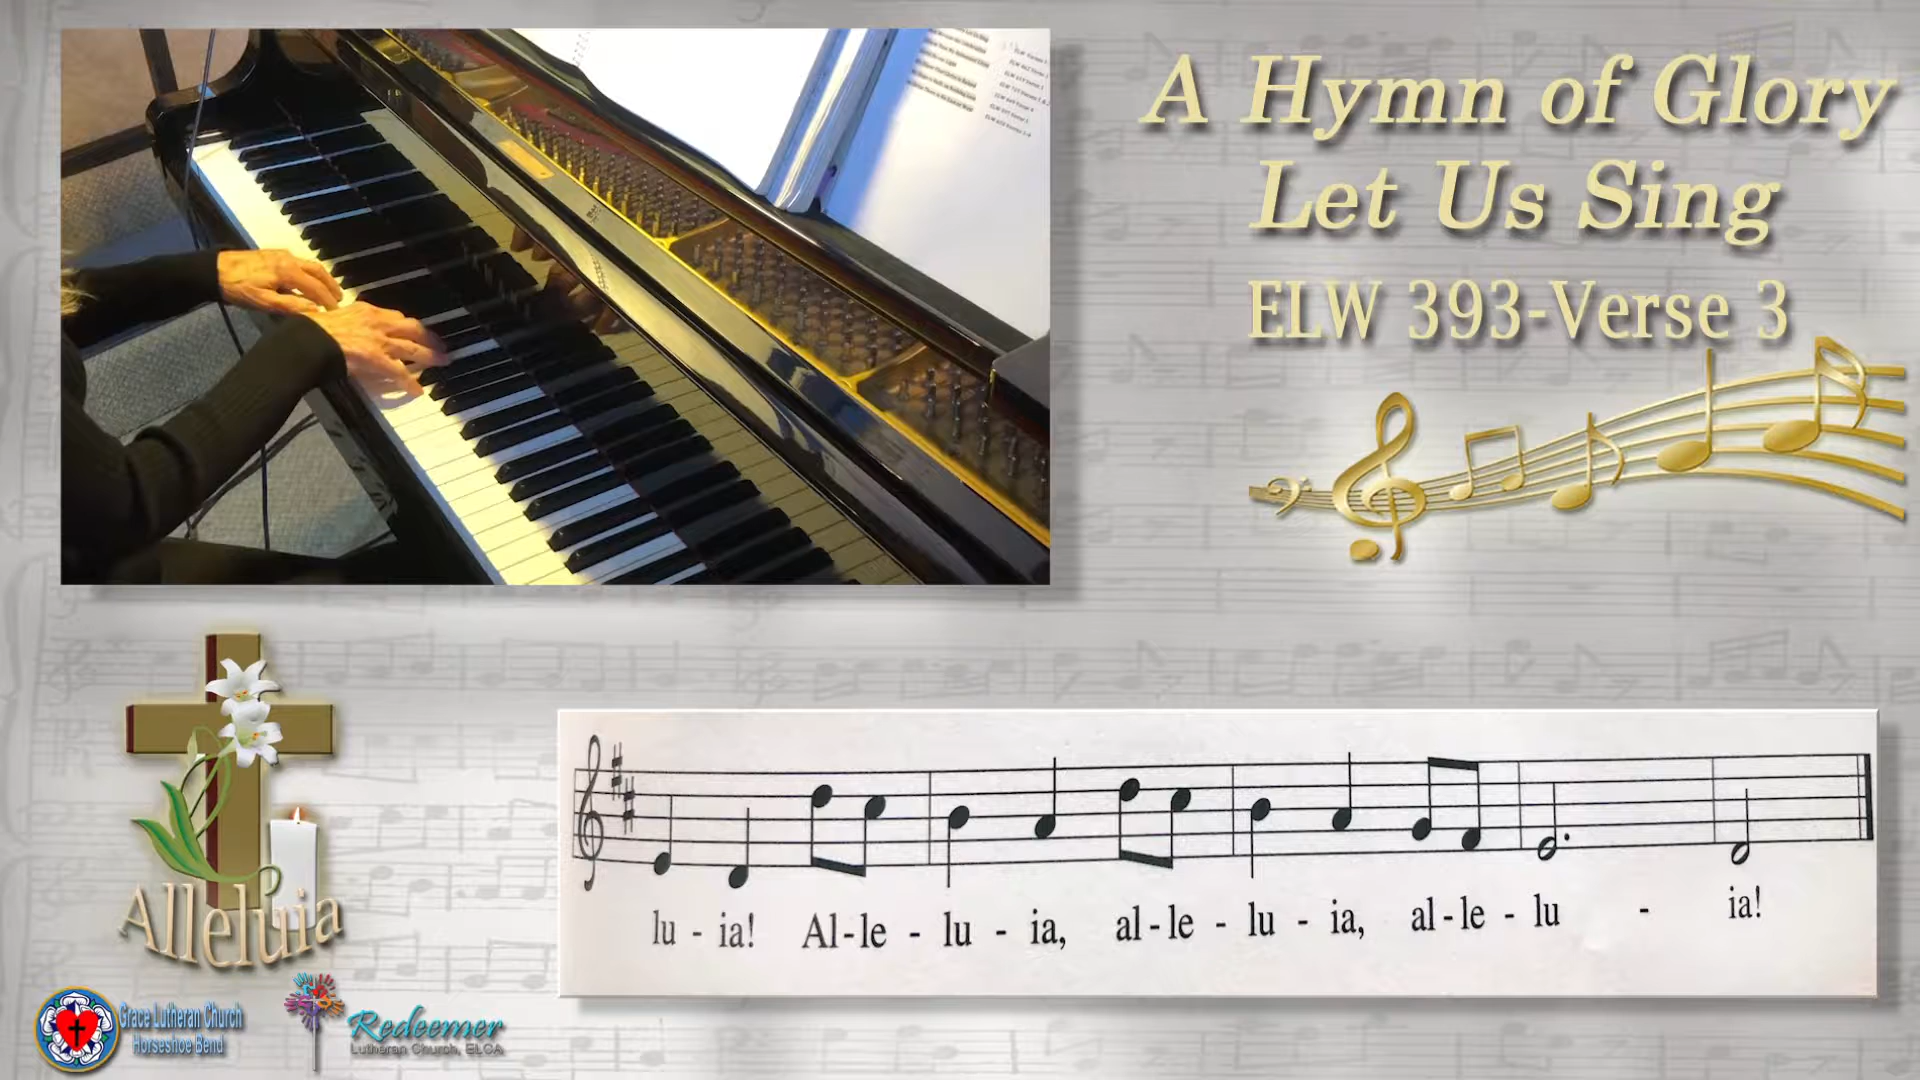 A Hymn of Glory
Let Us Sing
ELW 393-Verse 3
lu - ia! Al-le - lu - ia, al-le - lu - ia, al-le - lu - ia!
Alleluia
Grace Lutheran Church
Horseshoe Bend
Redeemer
Lutheran Church, ELCA